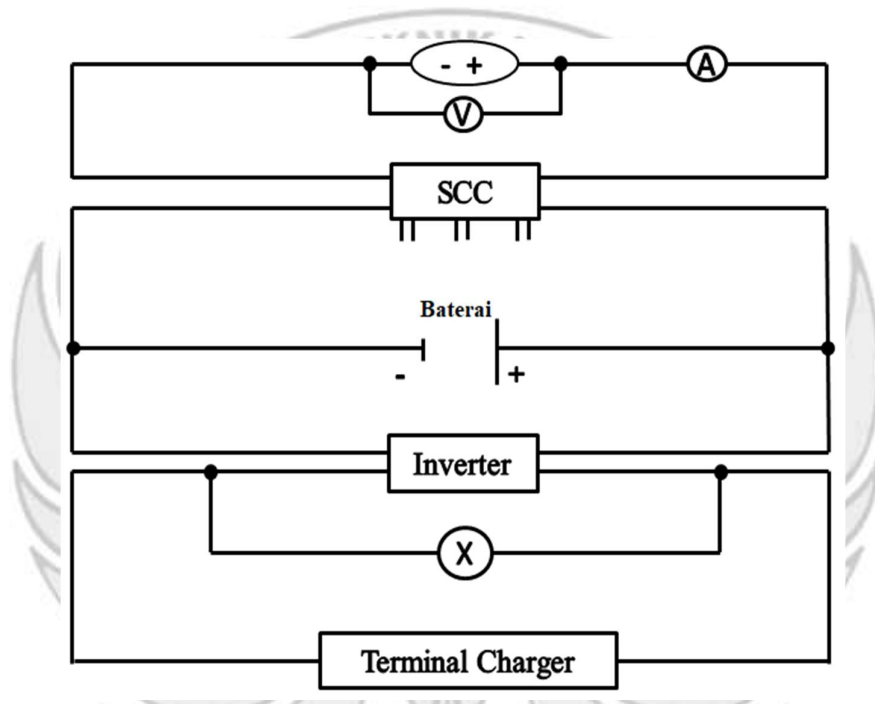 - +
A
V
SCC
Baterai
- +
Inverter
X
Terminal Charger